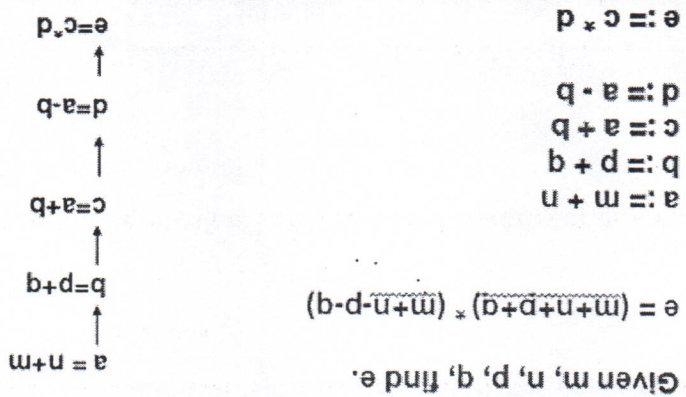 Given m, n, p, q, find e.
e = (m+n+p+q) * (m+n-p-q)
a := m + n
b := p + q
c := a + b
d := a - b
e := c * d
a = n+m
b=p+q
c=a+b
d=a-b
e=c*d